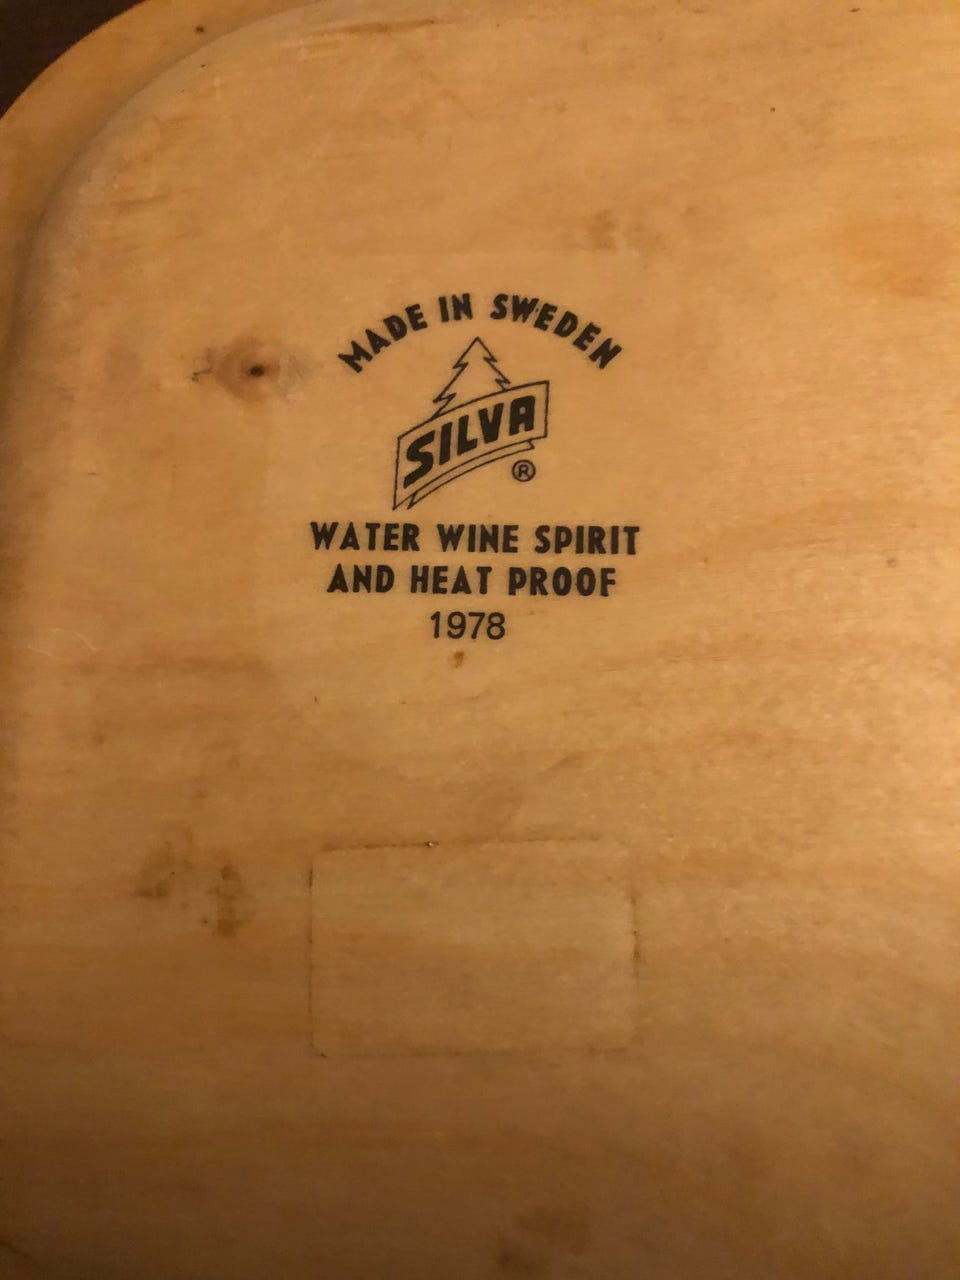 MADE IN SWEDEN
SILVA
®
WATER WINE SPIRIT
AND HEAT PROOF
1978